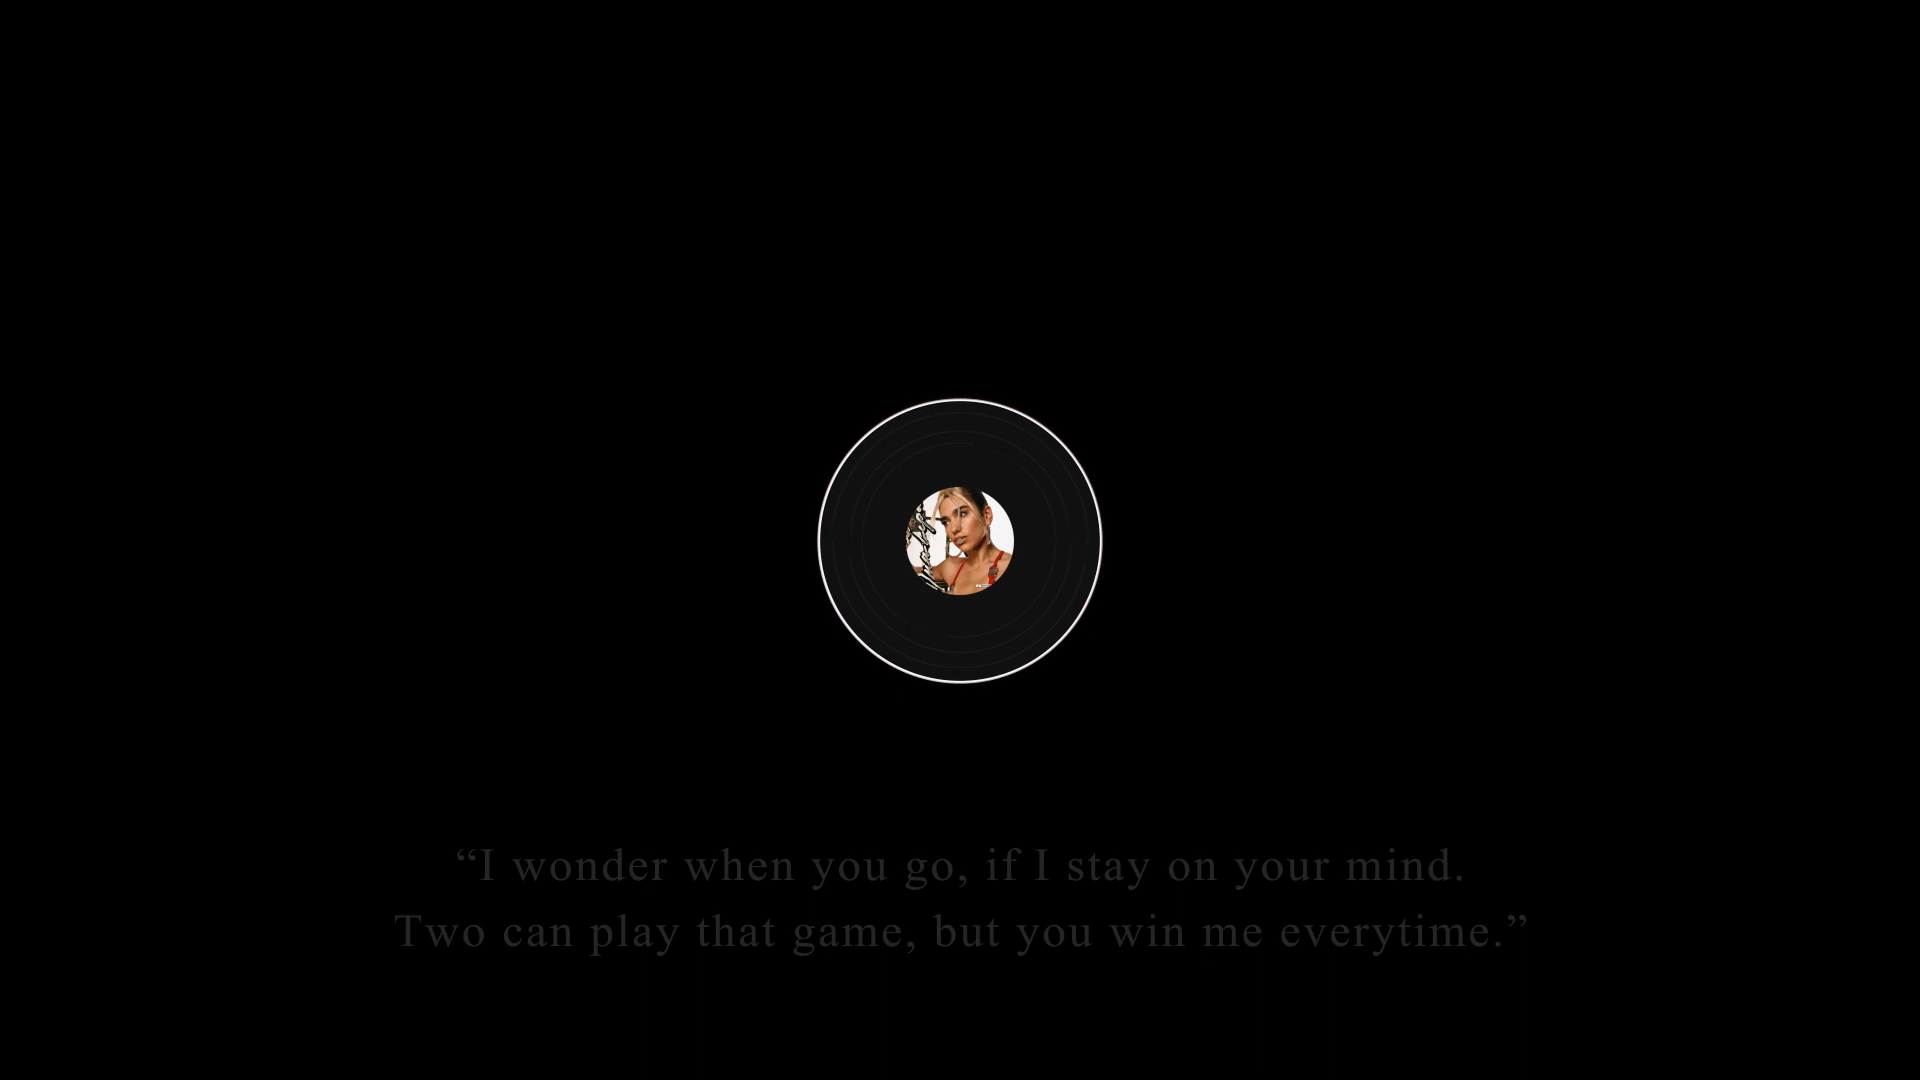 “I wonder when you go, if I stay on your mind.
Two can play that game, but you win me everytime.”